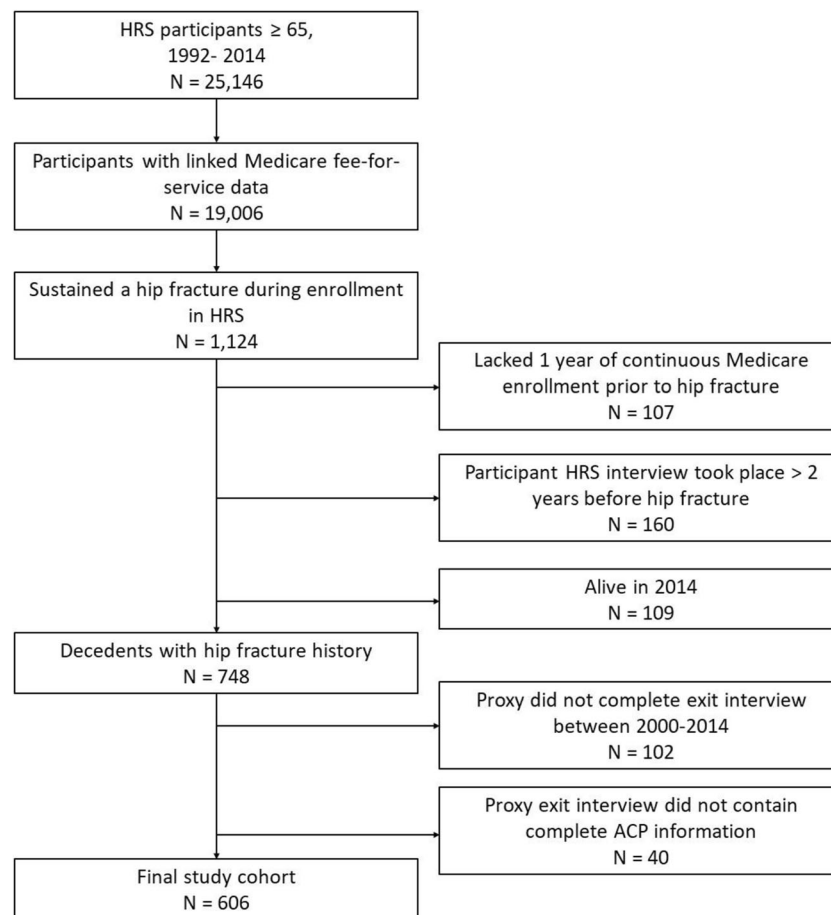 HRS participants ≥ 65,
1992- 2014
N = 25,146
Participants with linked Medicare fee-for-
service data
N = 19,006
Sustained a hip fracture during enrollment
in HRS
N = 1,124
Lacked 1 year of continuous Medicare
enrollment prior to hip fracture
N = 107
Participant HRS interview took place > 2
years before hip fracture
N = 160
Alive in 2014
N = 109
Decedents with hip fracture history
N = 748
Proxy did not complete exit interview
between 2000-2014
N = 102
Proxy exit interview did not contain
complete ACP information
N = 40
Final study cohort
N = 606